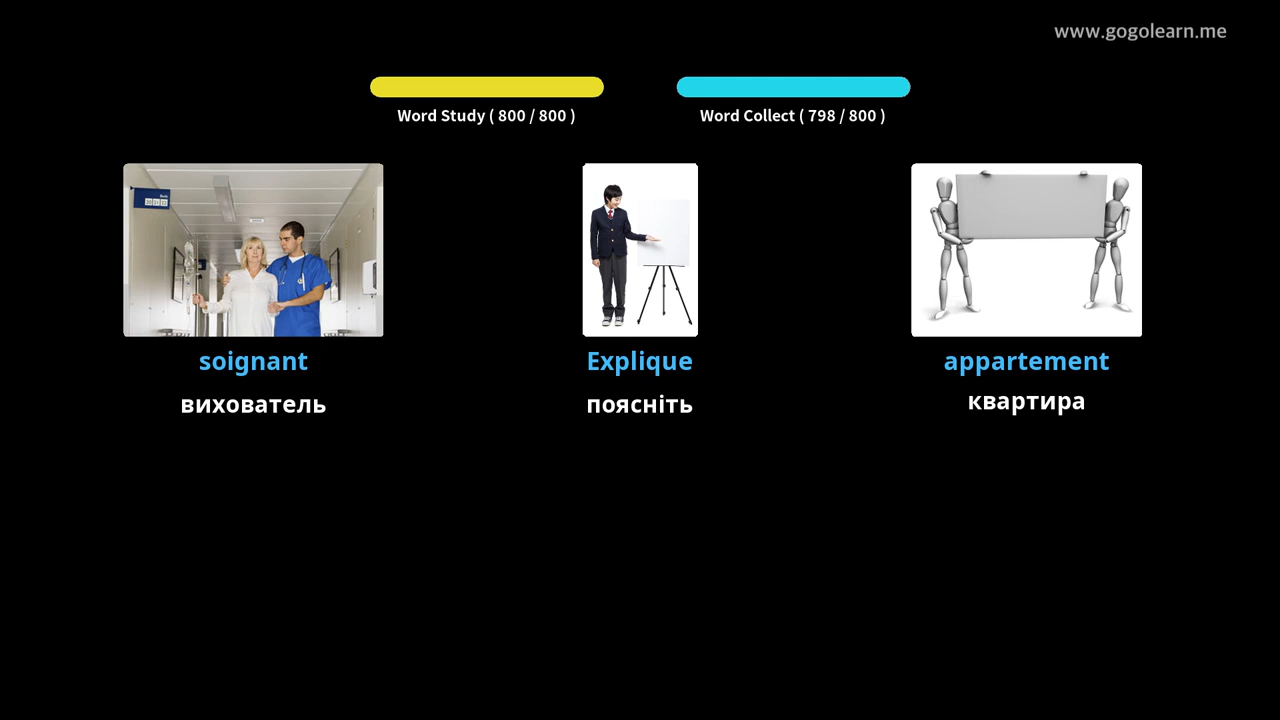 www.gogolearn.me
Word Study ( 800 / 800 )
Word Collect ( 798 / 800 )
soignant
Explique
appartement
вихователь
поясніть
квартира